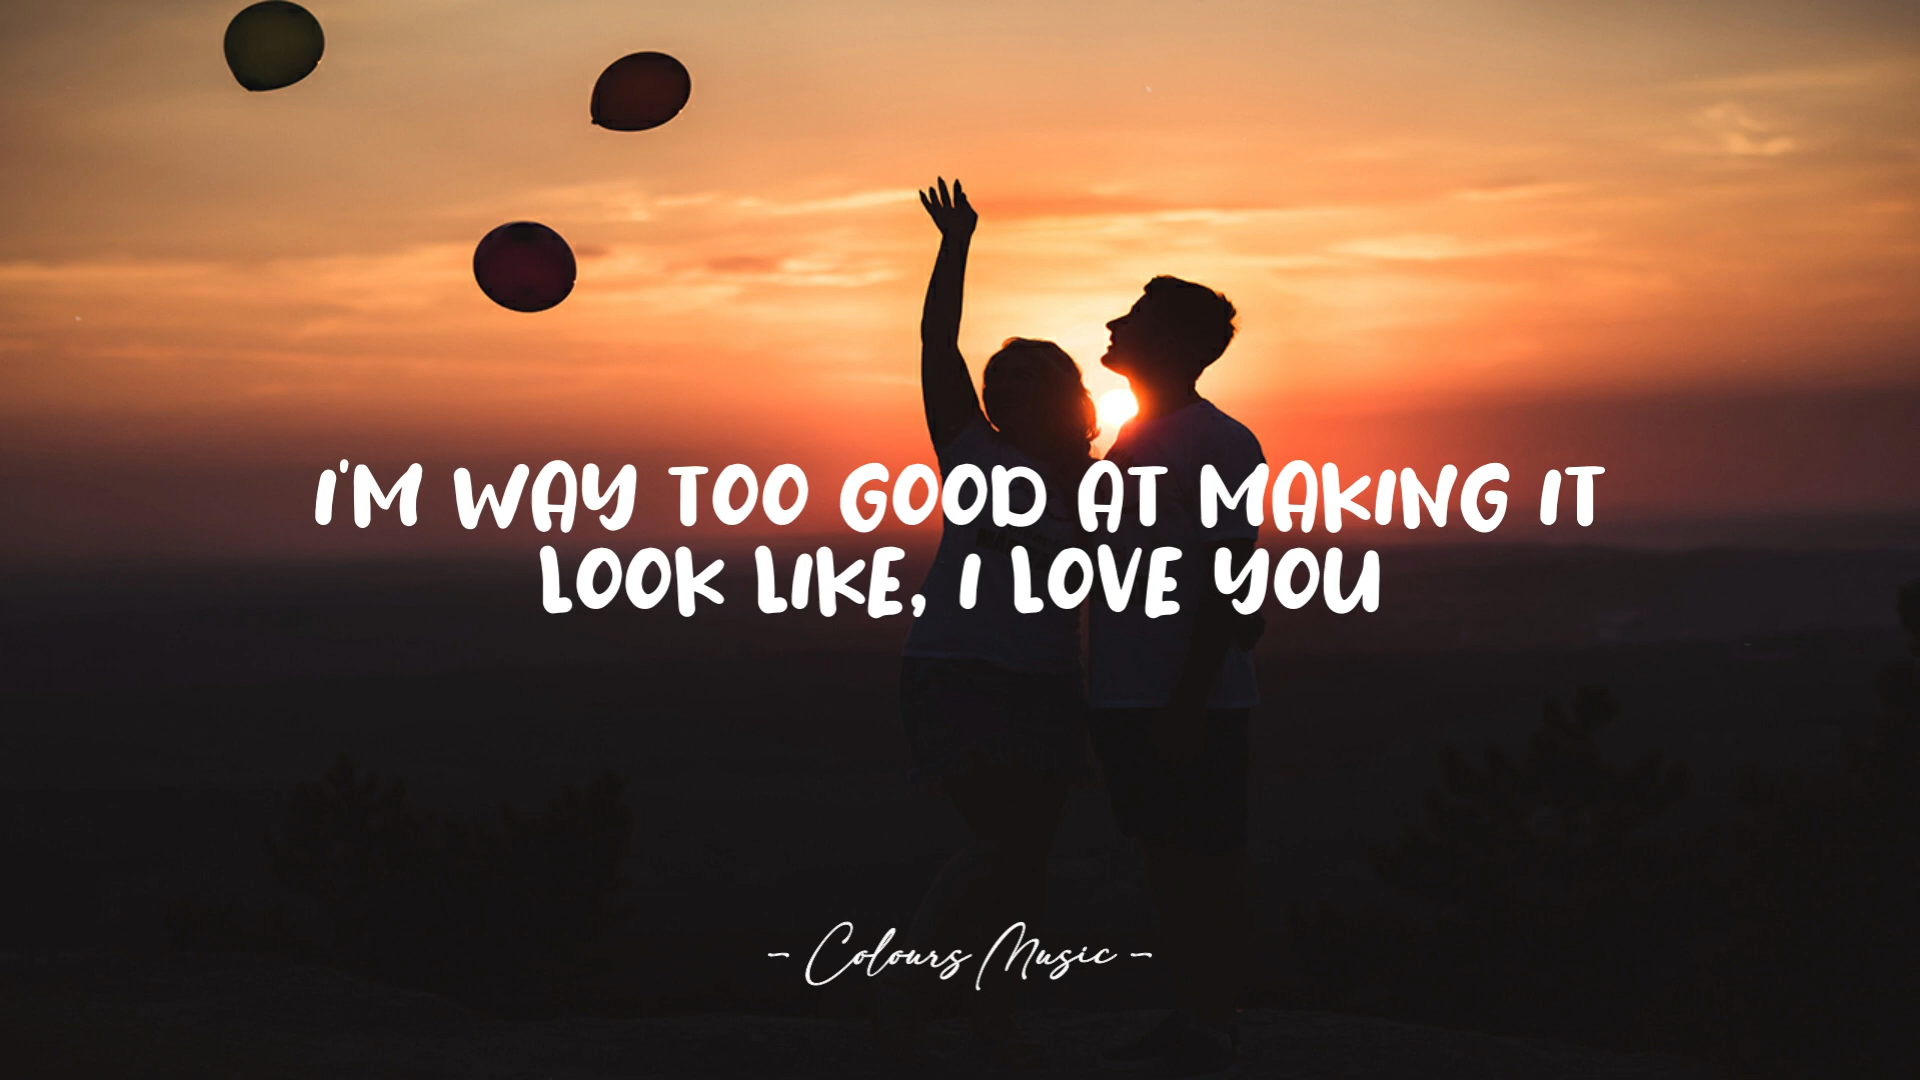 I'M WAY TOO GOOD AT MAKING IT
LOOK LIKE, I LOVE YOU
- Colours Music -